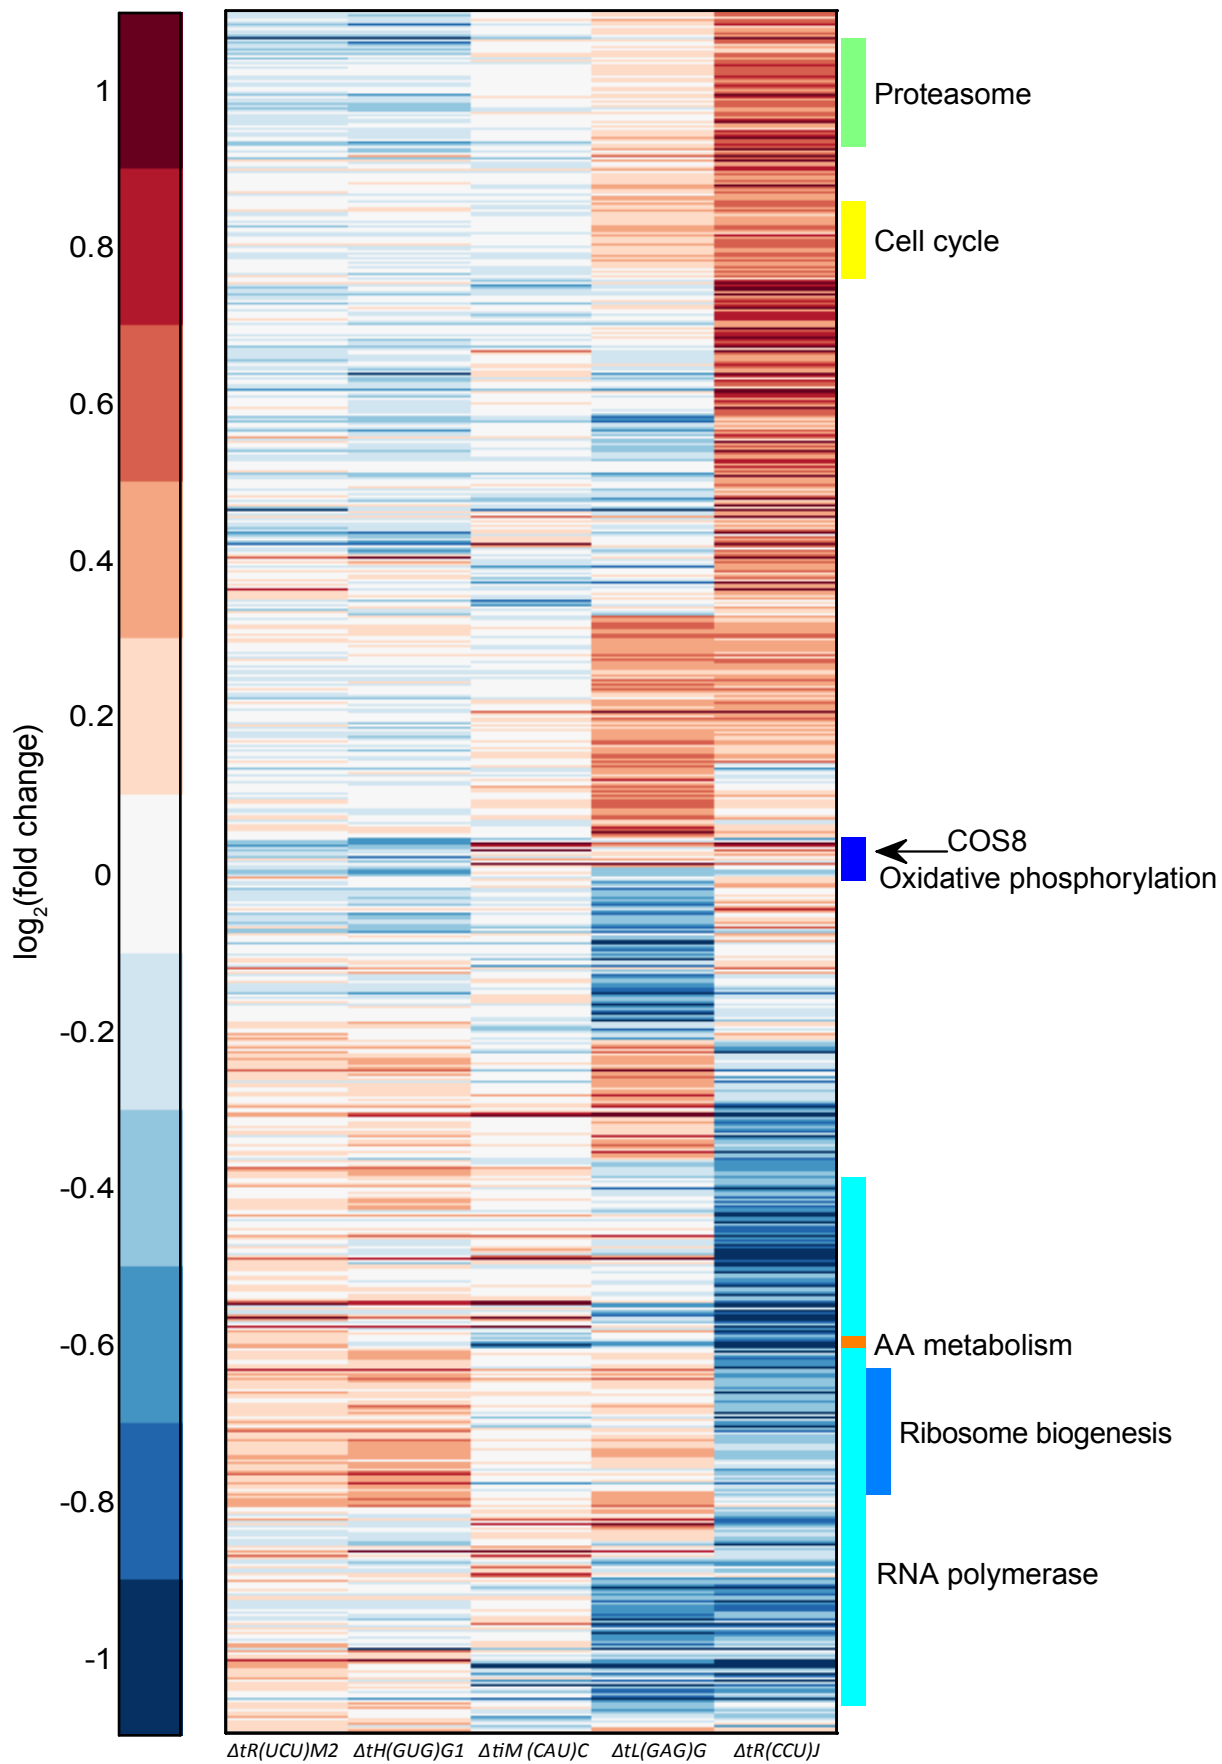 1
0.8
0.6
0.4
0.2
0
-0.2
-0.4
-0.6
-0.8
-1
log2(fold change)
Proteasome
Cell cycle
COS8
Oxidative phosphorylation
AA metabolism
Ribosome biogenesis
RNA polymerase
ΔtR(UCU)M2 ΔtH(GUG)G1 ΔtiM (CAU)C ΔtL(GAG)G ΔtR(CCU)J